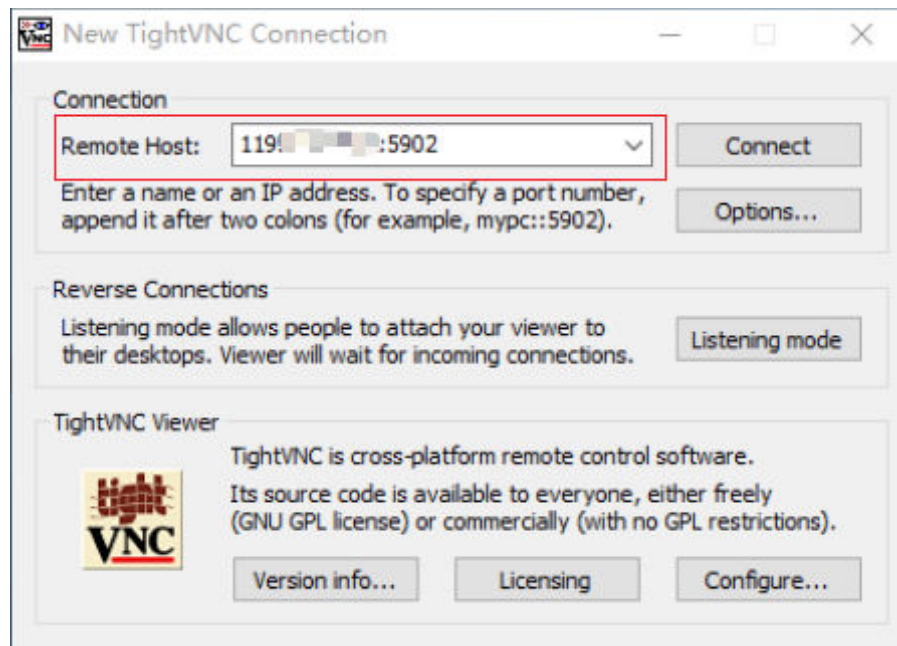 New TightVNC Connection
Connection
Remote Host:
:5902
Connect
Enter a name or an IP address. To specify a port number,
append it after two colons (for example, mypc::5902).
Options...
Reverse Connections
Listening mode allows people to attach your viewer to
their desktops. Viewer will wait for incoming connections.
Listening mode
TightVNC Viewer
TightVNC is cross-platform remote control software.
Its source code is available to everyone, either freely
(GNU GPL license) or commercially (with no GPL restrictions).
tight
VNC
Version info...
Licensing
Configure...